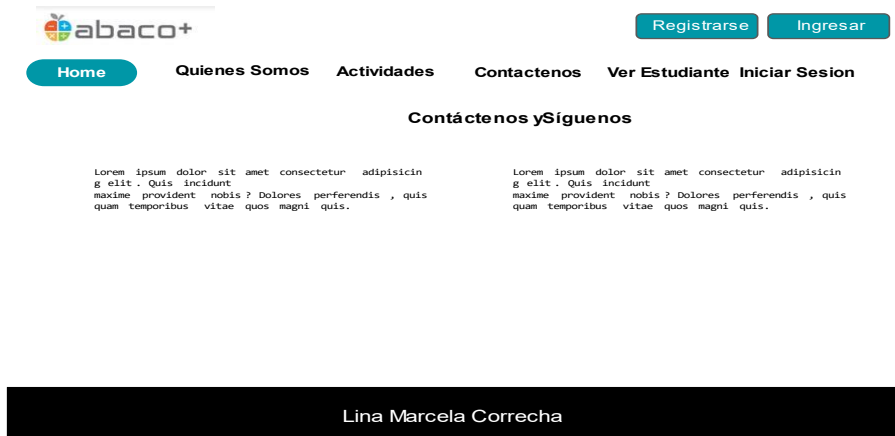 abaco+
Registrarse Ingresar
Home Quienes Somos Actividades Contactenos Ver Estudiante Iniciar Sesion
Contáctenos ySíguenos
Lorem ipsum dolor sit amet consectetur adipisicin
g elit . Quis incidunt
maxime provident nobis ? Dolores perferendis , quis
quam temporibus vitae quos magni quis.
Lorem ipsum dolor sit amet consectetur adipisicin
g elit . Quis incidunt
maxime provident nobis ? Dolores perferendis , quis
quam temporibus vitae quos magni quis.
Lina Marcela Correcha